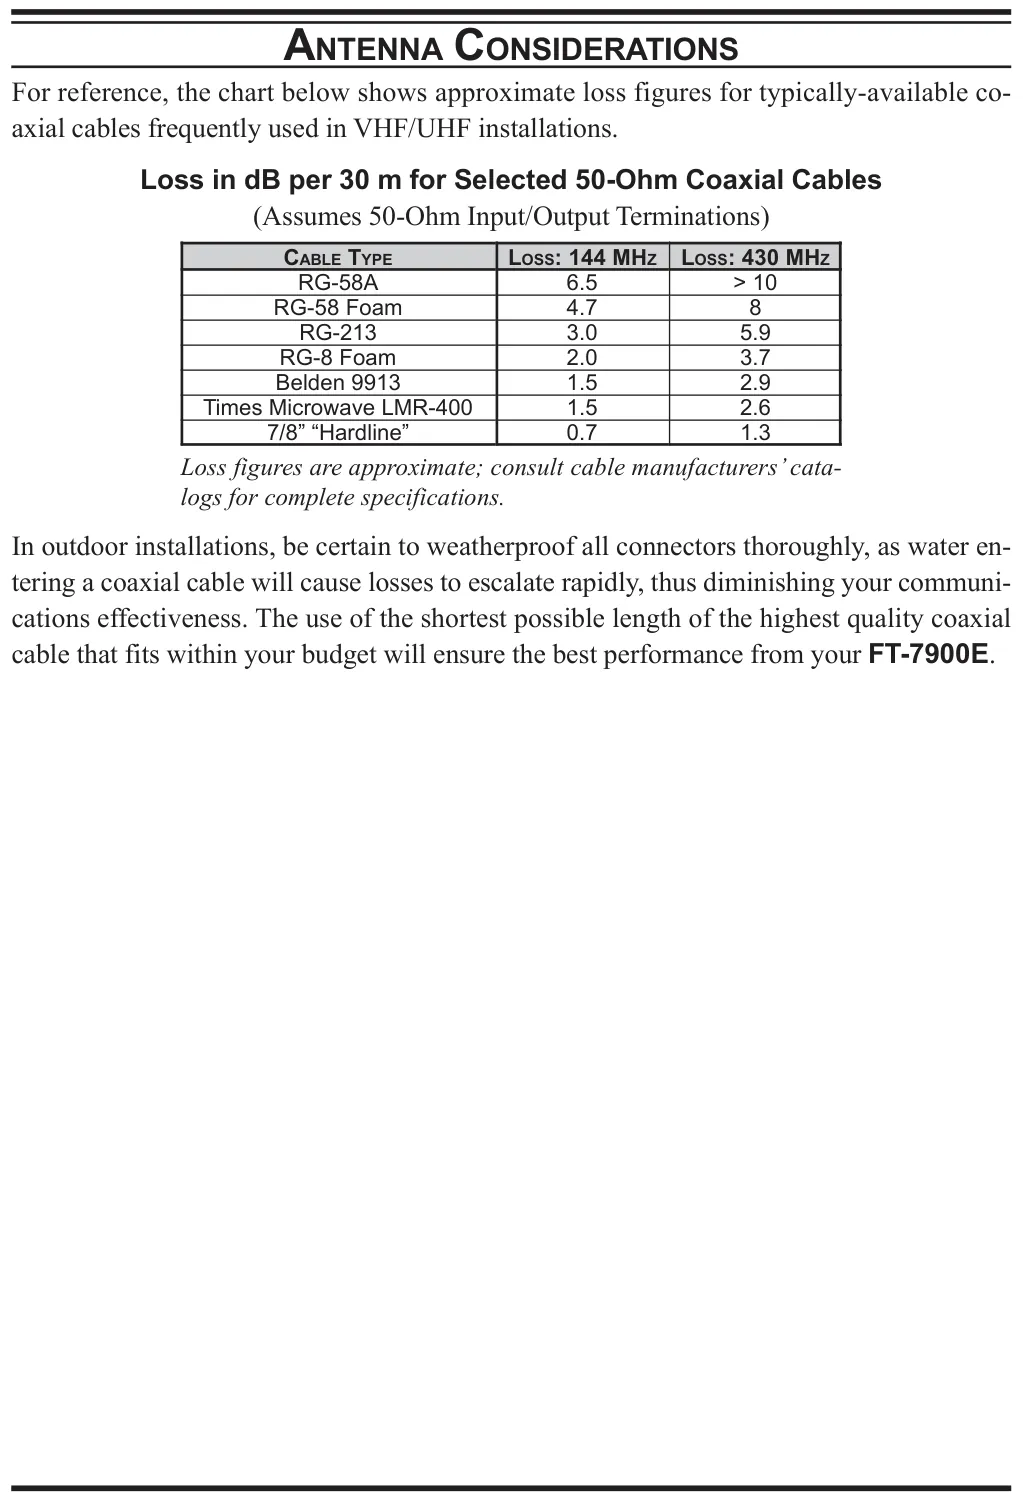 ANTENNA CONSIDERATIONS
For reference, the chart below shows approximate loss figures for typically-available co-
axial cables frequently used in VHF/UHF installations.
Loss in dB per 30 m for Selected 50-Ohm Coaxial Cables
(Assumes 50-Ohm Input/Output Terminations)
CABLE TYPE LOSS: 144 MHZ LOSS: 430 MHZ
RG-58A 6.5 > 10
RG-58 Foam 4.7 8
RG-213 3.0 5.9
RG-8 Foam 2.0 3.7
Belden 9913 1.5 2.9
Times Microwave LMR-400 1.5 2.6
7/8” “Hardline” 0.7 1.3
Loss figures are approximate; consult cable manufacturers’ cata-
logs for complete specifications.
In outdoor installations, be certain to weatherproof all connectors thoroughly, as water en-
tering a coaxial cable will cause losses to escalate rapidly, thus diminishing your communi-
cations effectiveness. The use of the shortest possible length of the highest quality coaxial
cable that fits within your budget will ensure the best performance from your FT-7900E.